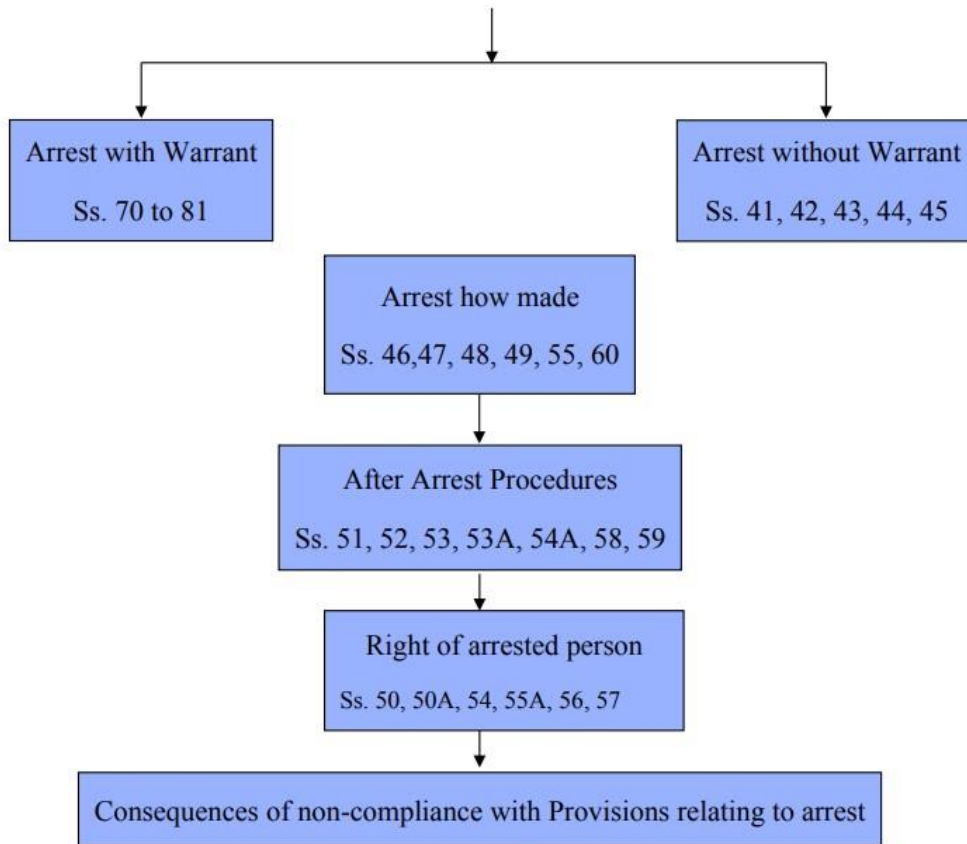 Arrest with Warrant
Ss. 70 to 81
Arrest without Warrant
Ss. 41, 42, 43, 44, 45
Arrest how made
Ss. 46,47, 48, 49, 55, 60
After Arrest Procedures
Ss. 51, 52, 53, 53A, 54A, 58, 59
Right of arrested person
Ss. 50, 50A, 54, 55A, 56, 57
Consequences of non-compliance with Provisions relating to arrest